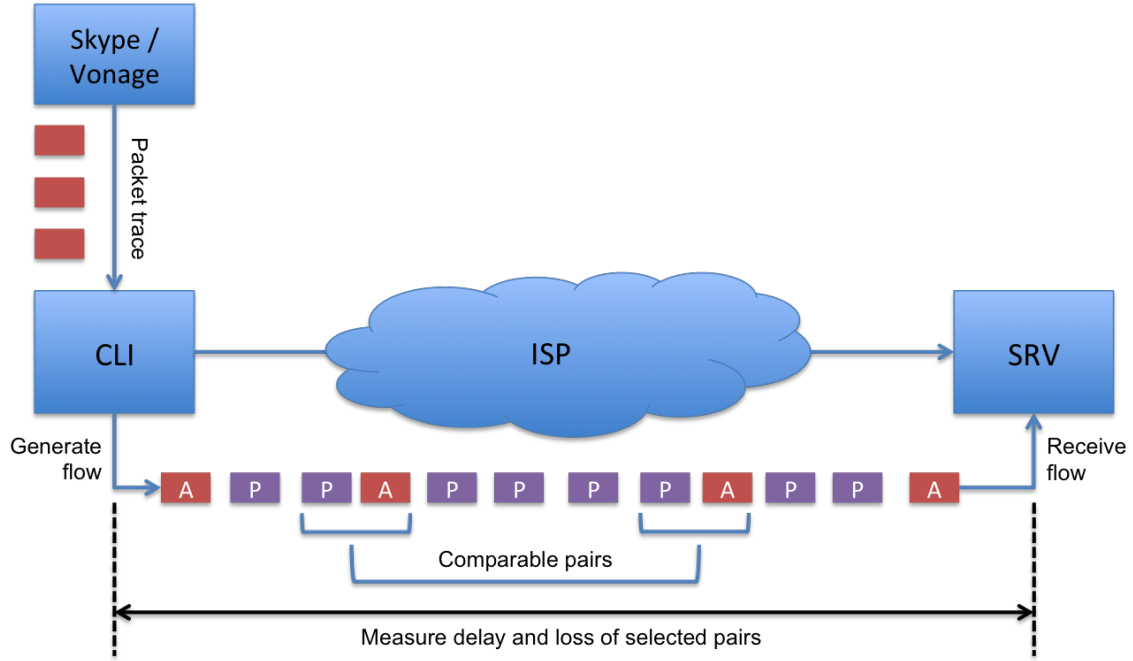 Skype /
Vonage
Packet trace
CLI
ISP
SRV
Generate
flow
Receive
flow
A P P A P P P P A P P A
Comparable pairs
Measure delay and loss of selected pairs